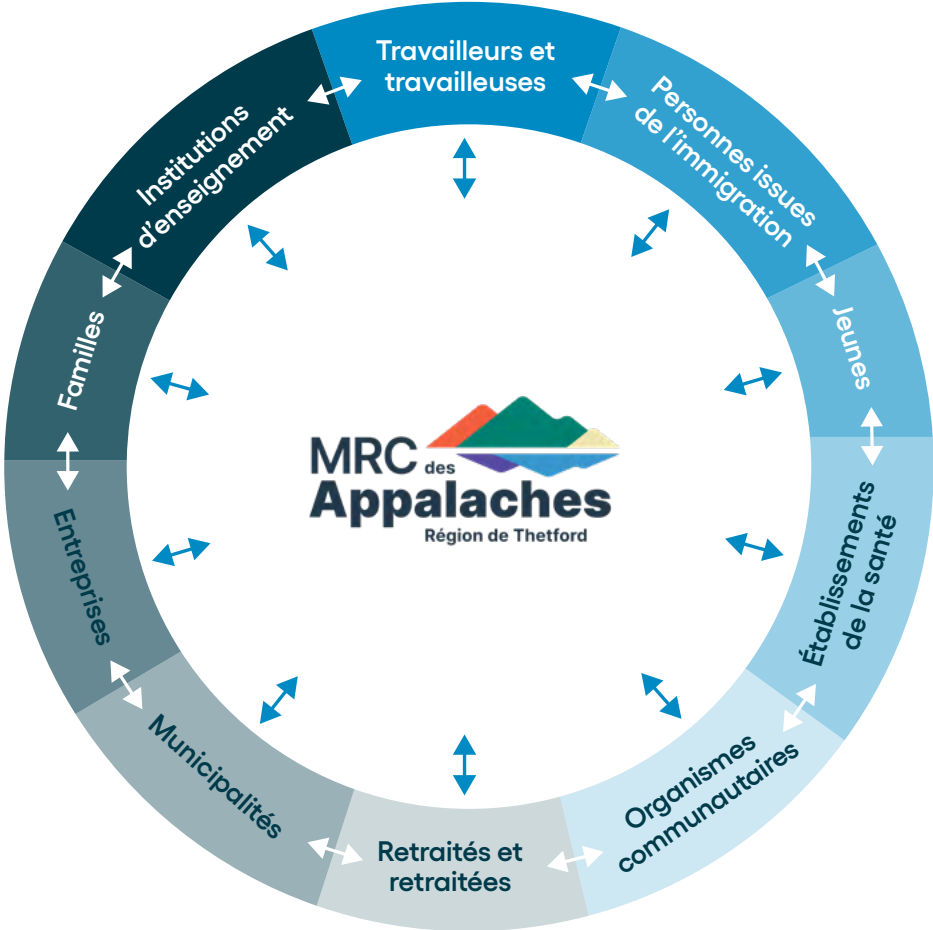 Travailleurs et
travailleuses
Personnes issues
de l'immigration
Jeunes
Établissements
de la santé
Organismes
communautaires
Retraités et
retraitées
Municipalités
Entreprises
Familles
Institutions
d'enseignement
MRC des
Appalaches
Région de Thetford